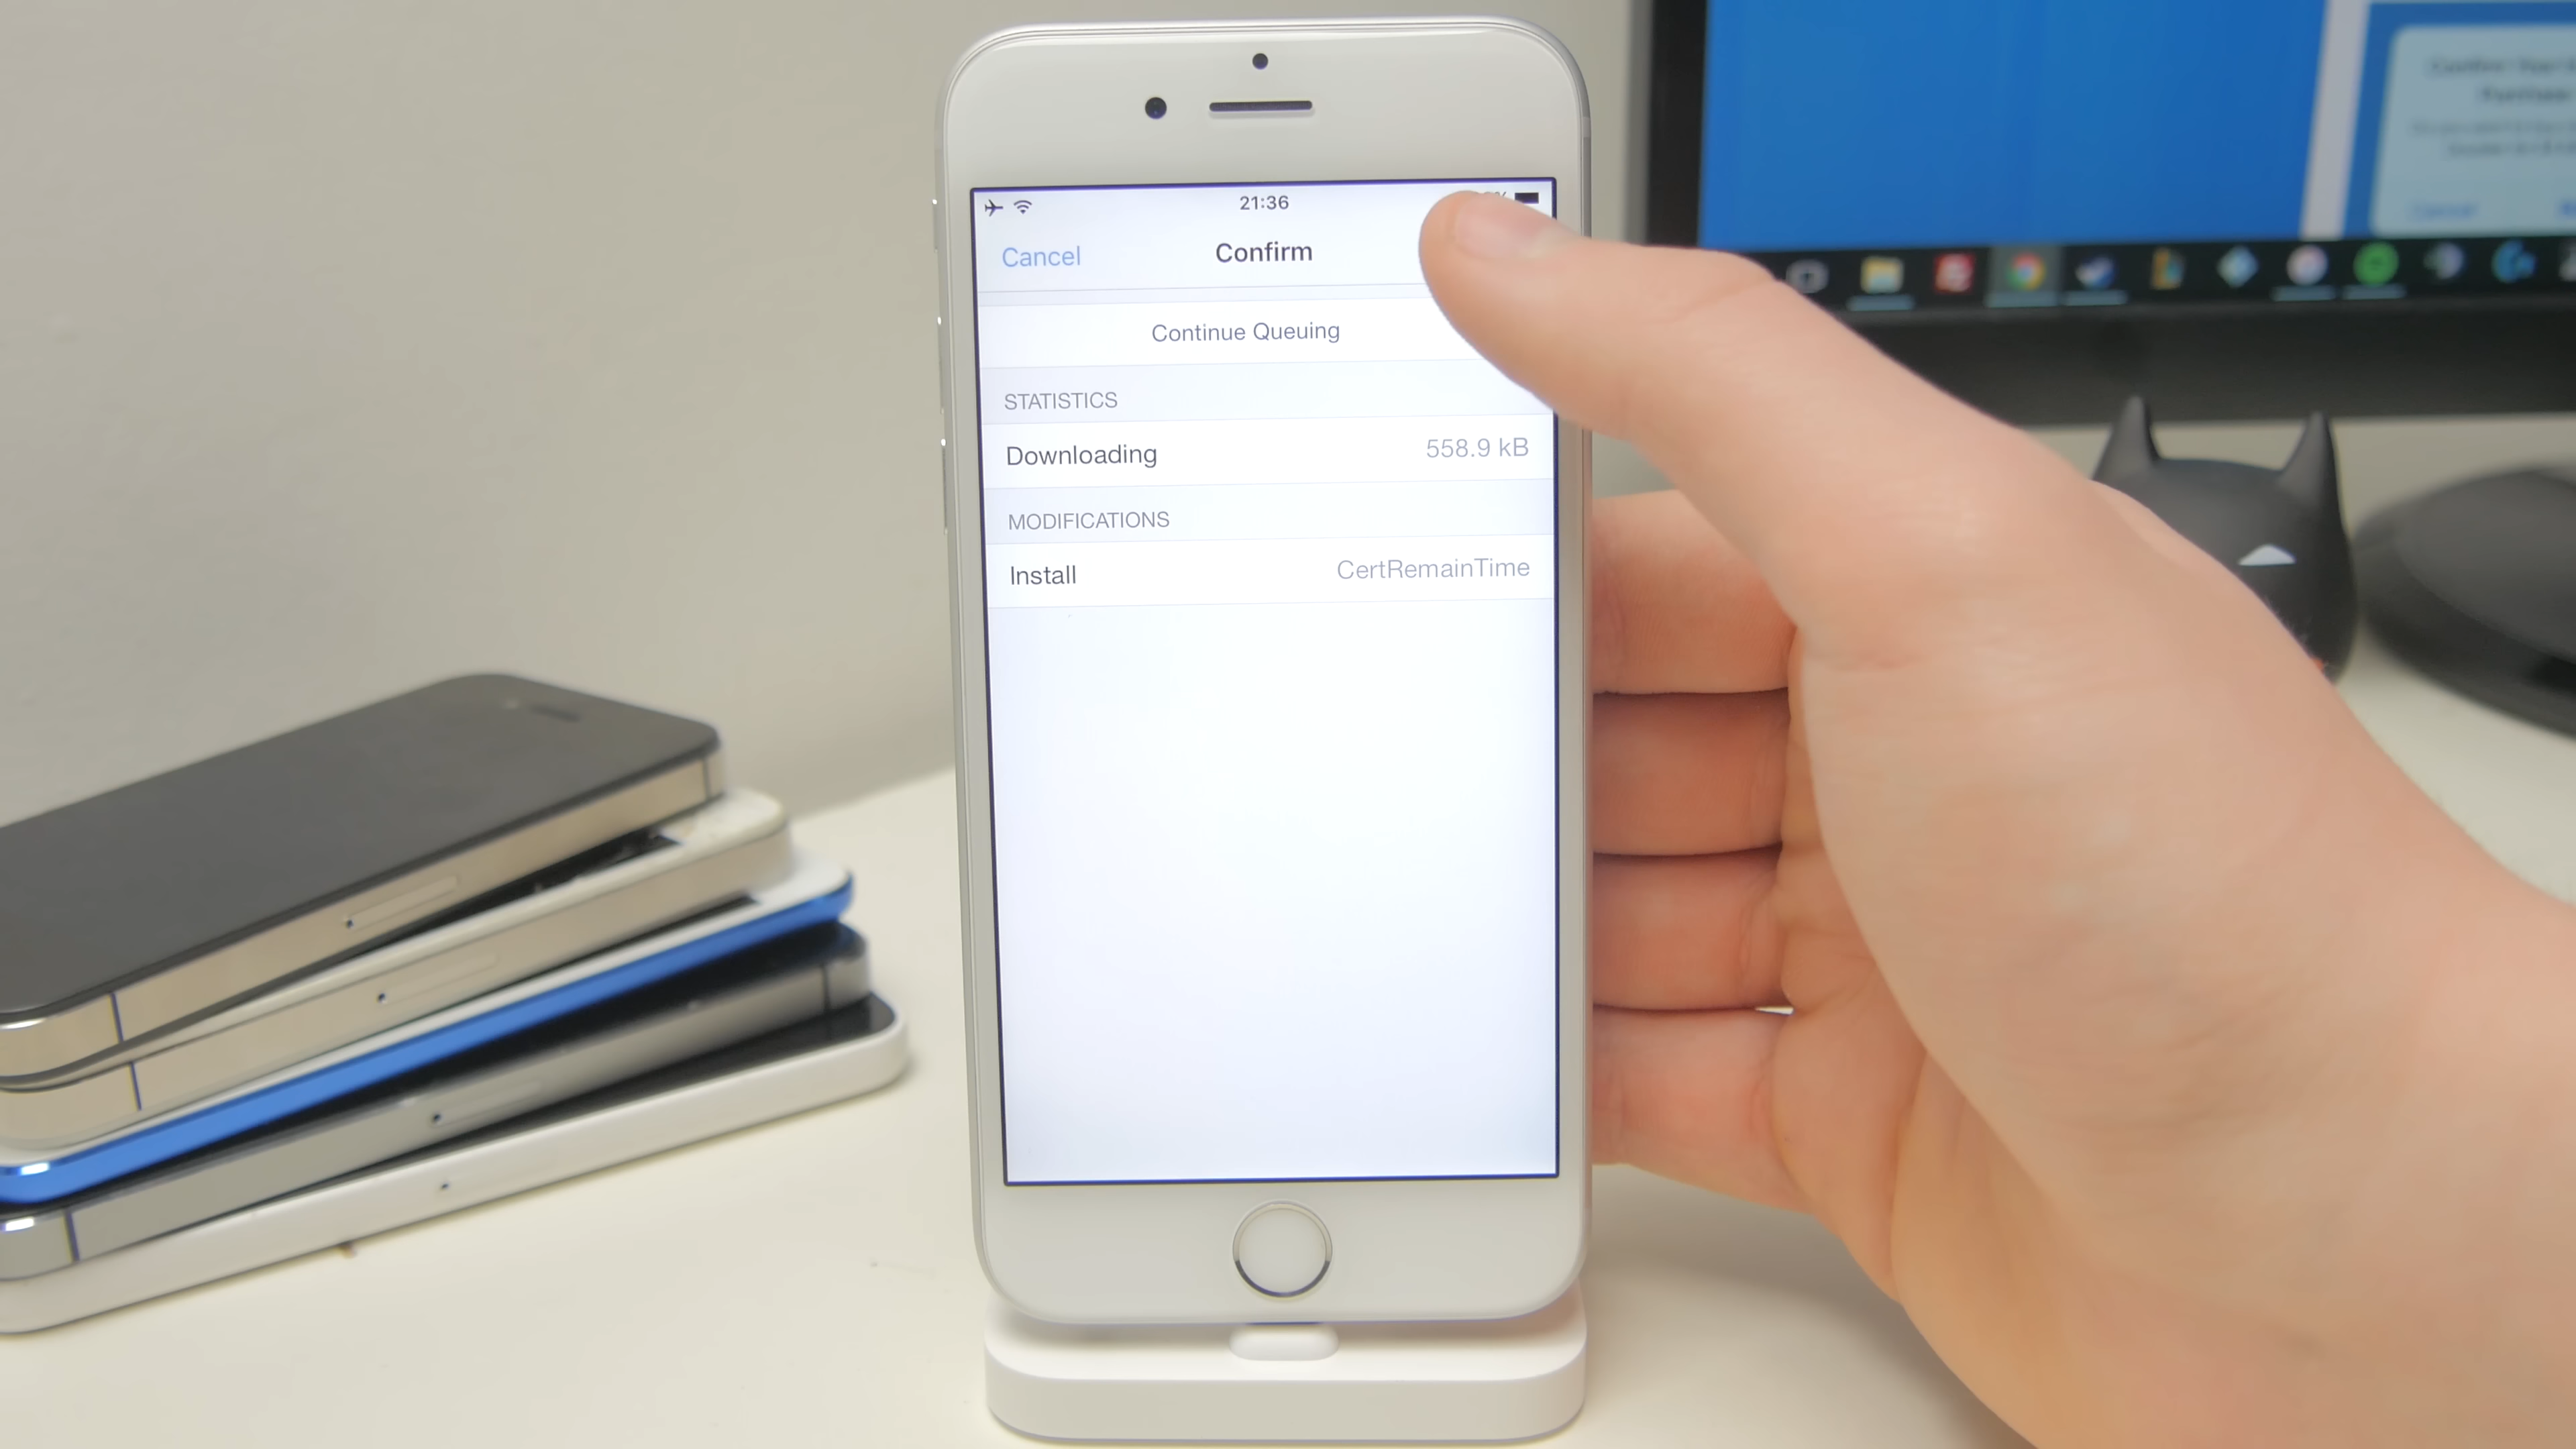 21:36
Cancel
Confirm
Continue Queuing
STATISTICS
Downloading 558.9 kB
MODIFICATIONS
Install CertRemainTime